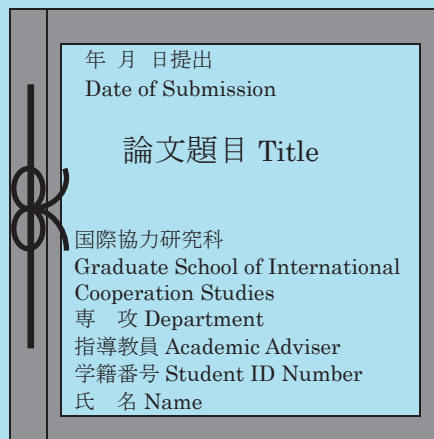 年 月 日提出
Date of Submission
論文題目 Title
国際協力研究科
Graduate School of International
Cooperation Studies
専　攻 Department
指導教員 Academic Adviser
学籍番号 Student ID Number
氏　名 Name